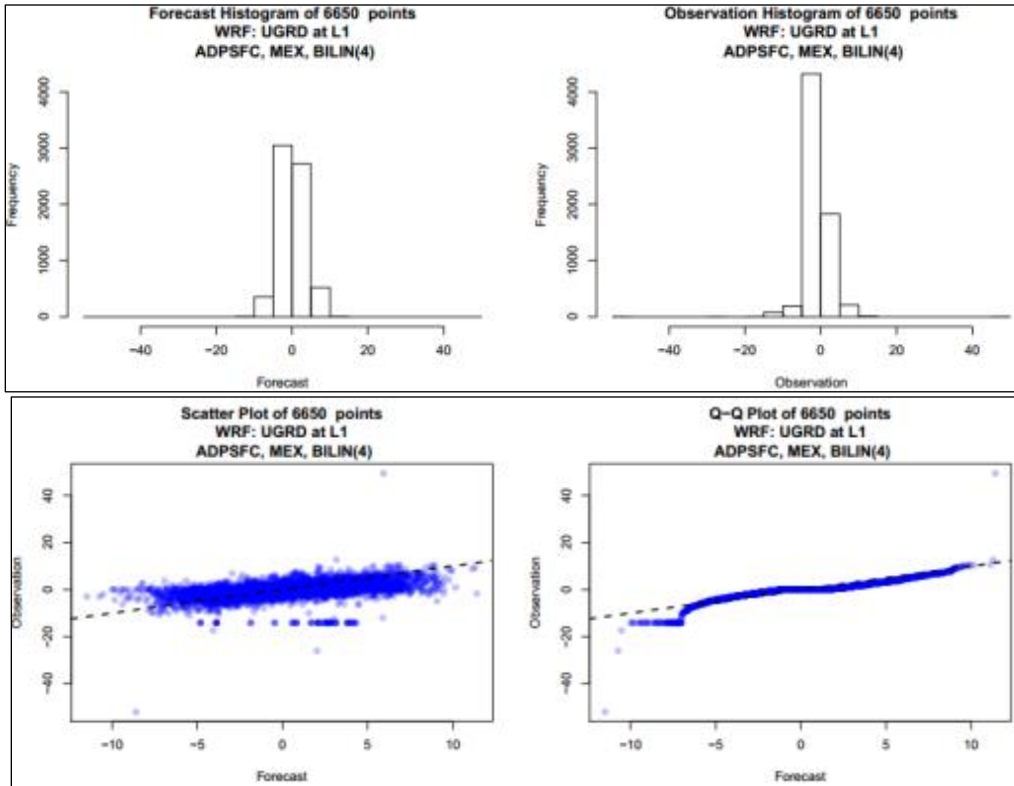 Forecast Histogram of 6650 points
WRF: UGRD at L1
ADPSFC, MEX, BILIN(4)
Frequency
0
1000
2000
3000
4000
−40
−20
0
20
40
Forecast
Observation Histogram of 6650 points
WRF: UGRD at L1
ADPSFC, MEX, BILIN(4)
Frequency
0
1000
2000
3000
4000
−40
−20
0
20
40
Observation
Scatter Plot of 6650 points
WRF: UGRD at L1
ADPSFC, MEX, BILIN(4)
Observation
−40
−20
0
20
40
−10
−5
0
5
10
Forecast
Q−Q Plot of 6650 points
WRF: UGRD at L1
ADPSFC, MEX, BILIN(4)
Observation
−40
−20
0
20
40
−10
−5
0
5
10
Forecast